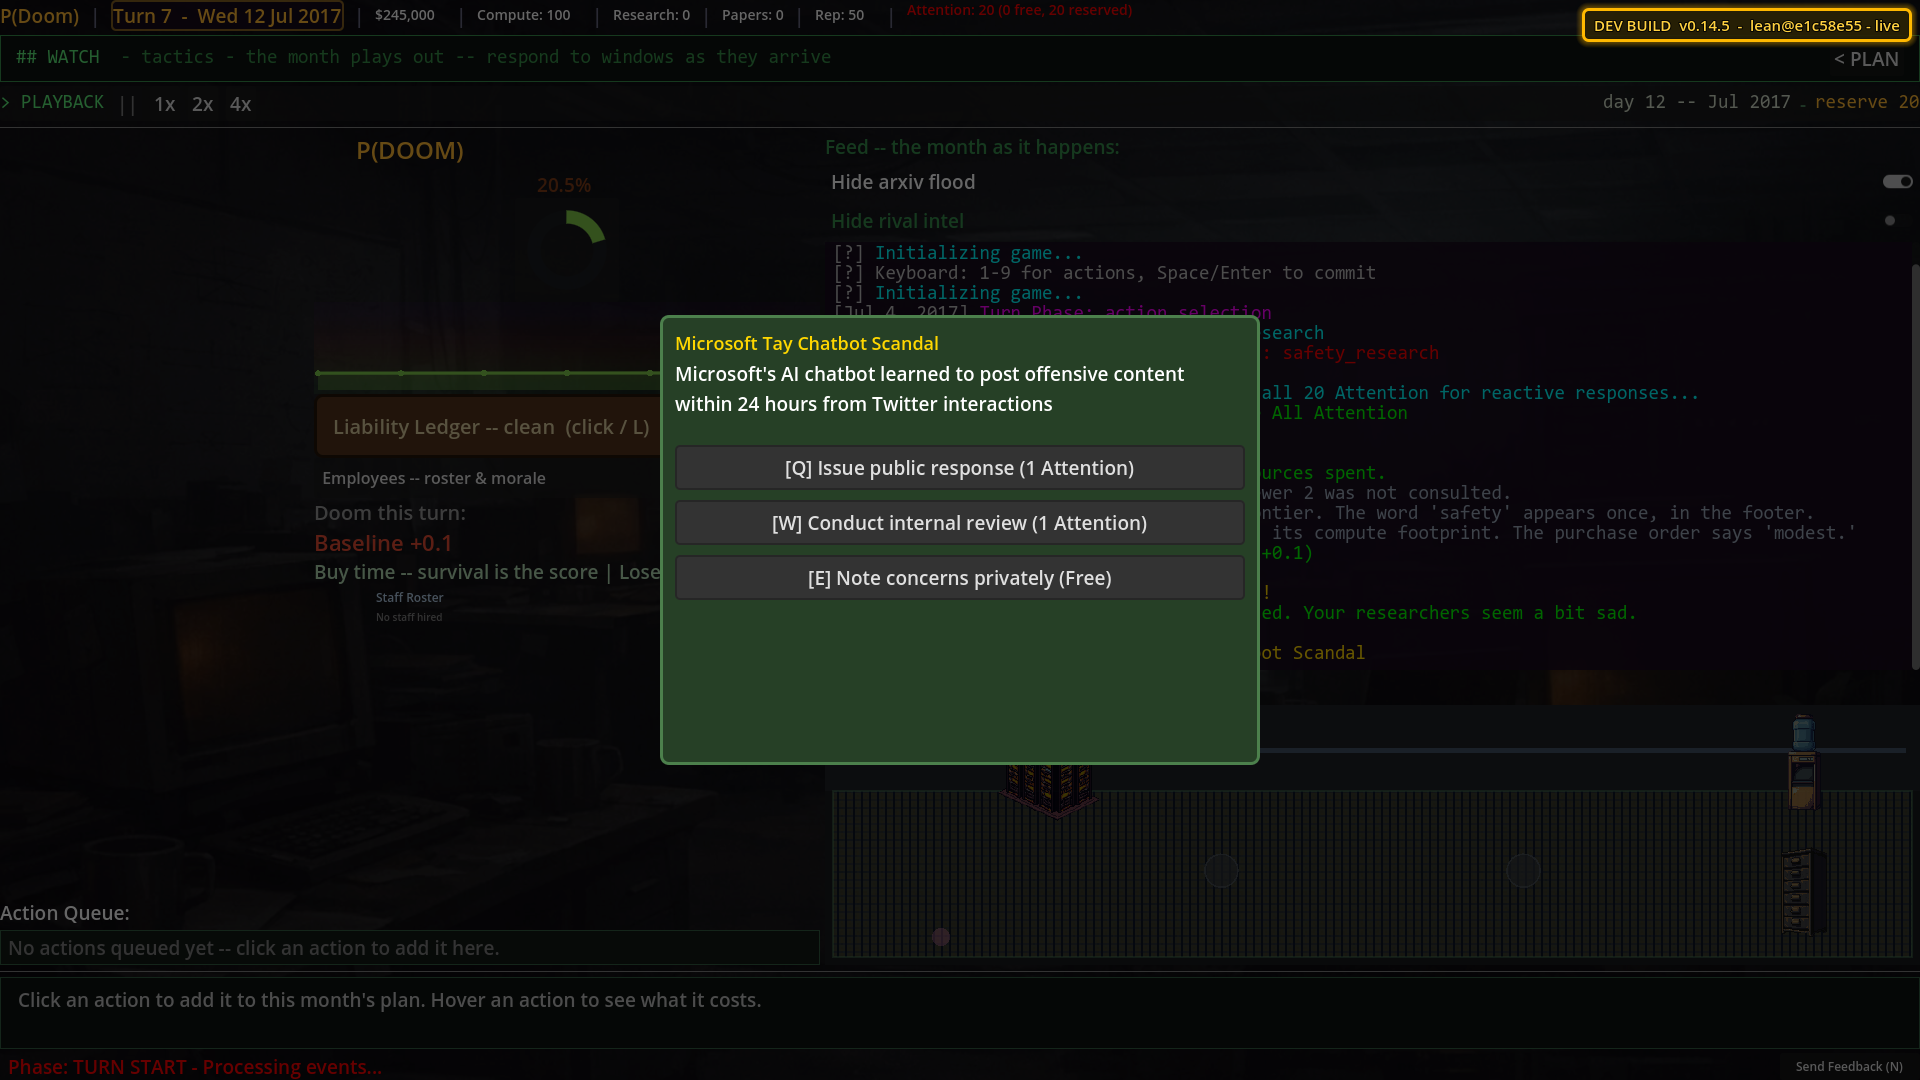 P(Doom) | Turn 7 - Wed 12 Jul 2017 | $245,000 | Compute: 100 | Research: 0 | Papers: 0 | Rep: 50 | Attention: 20 (0 free, 20 reserved)
DEV BUILD v0.14.5 - lean@e1c58e55 - live
## WATCH - tactics - the month plays out -- respond to windows as they arrive
< PLAN
> PLAYBACK || 1x 2x 4x
day 12 -- Jul 2017 - reserve 20
P(DOOM)
20.5%
Feed -- the month as it happens:
Hide arxiv flood
Hide rival intel
[?] Initializing game...
[?] Keyboard: 1-9 for actions, Space/Enter to commit
[?] Initializing game...
[Jul 4, 2017] Turn Phase: action selection
search
: safety_research
all 20 Attention for reactive responses...
All Attention
urces spent.
wer 2 was not consulted.
ntier. The word 'safety' appears once, in the footer.
its compute footprint. The purchase order says 'modest.'
+0.1)
!
ed. Your researchers seem a bit sad.
ot Scandal
Microsoft Tay Chatbot Scandal
Microsoft's AI chatbot learned to post offensive content
within 24 hours from Twitter interactions
[Q] Issue public response (1 Attention)
[W] Conduct internal review (1 Attention)
[E] Note concerns privately (Free)
Liability Ledger -- clean (click / L)
Employees -- roster & morale
Doom this turn:
Baseline +0.1
Buy time -- survival is the score | Lose
Staff Roster
No staff hired
Action Queue:
No actions queued yet -- click an action to add it here.
Click an action to add it to this month's plan. Hover an action to see what it costs.
Phase: TURN START - Processing events...
Send Feedback (N)